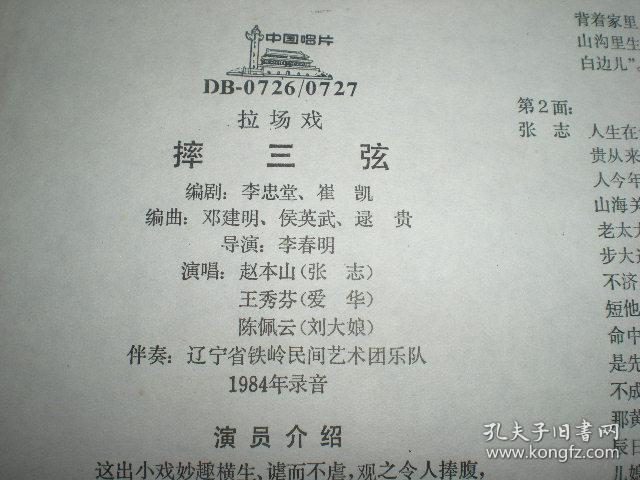 中国唱片
DB-0726/0727
拉场戏
摔三弦
编剧：李忠堂、崔 凯
编曲：邓建明、侯英武、逯 贵
导演：李春明
演唱：赵本山（张 志）
王秀芬（爱 华）
陈佩云（刘大娘）
伴奏：辽宁省铁岭民间艺术团乐队
1984年录音
演员介绍
这出小戏妙趣横生、谑而不虐，观之令人捧腹，
背着家里
山沟里生
白边儿”。
第2面：
张 志 人生在
贵从来
人今年
山海关
老太太
步大边
不济
短他
命中
是先
不成
那黄
辰日
儿媳
孔夫子旧书网
www.kongfz.com